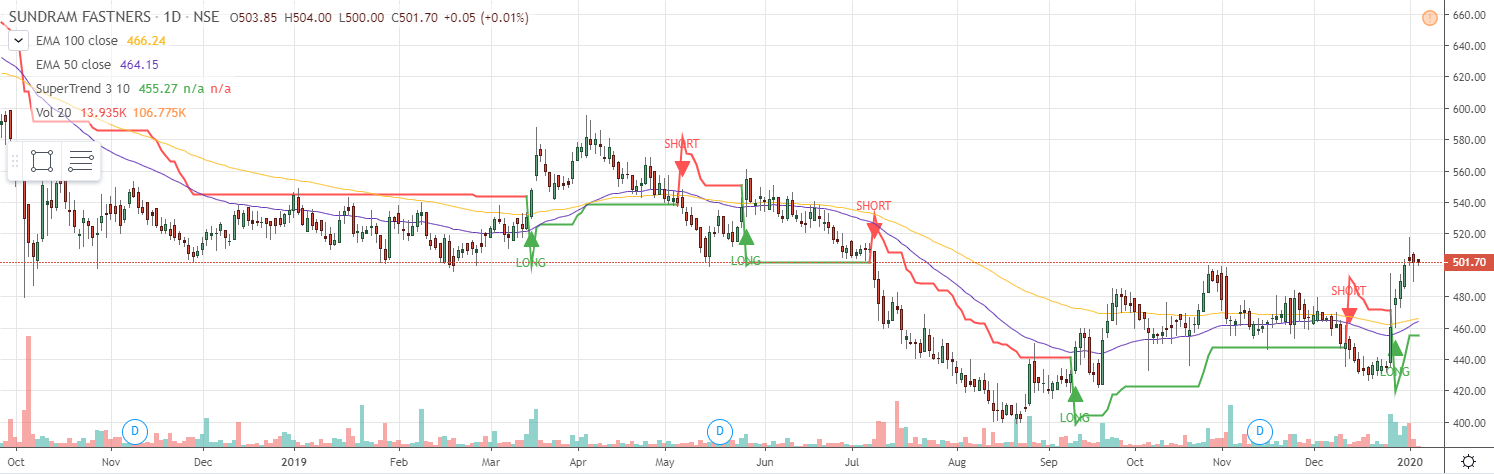 SUNDRAM FASTNERS · 1D · NSE O503.85 H504.00 L500.00 C501.70 +0.05 (+0.01%)
EMA 100 close 466.24
EMA 50 close 464.15
SuperTrend 3 10 455.27 n/a n/a
Vol 20 13.935K 106.775K
660.00
640.00
620.00
600.00
580.00
560.00
540.00
520.00
501.70
480.00
460.00
440.00
420.00
400.00
SHORT
LONG
LONG
SHORT
LONG
SHORT
LONG
D
D
D
Oct Nov Dec 2019 Feb Mar Apr May Jun Jul Aug Sep Oct Nov Dec 2020